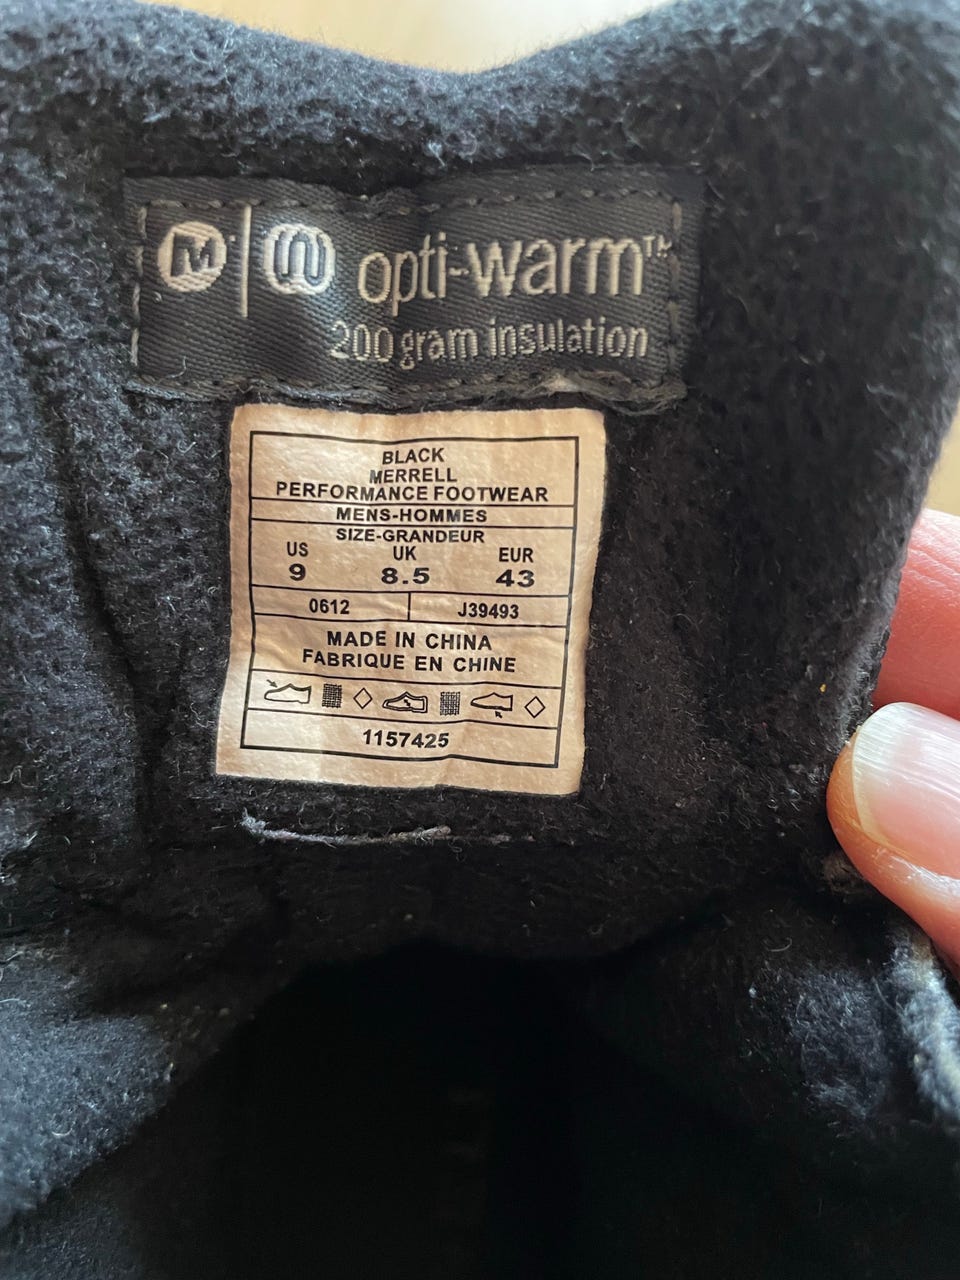 M opti-warm™
200 gram insulation
BLACK
MERRELL
PERFORMANCE FOOTWEAR
MENS-HOMMES
SIZE-GRANDEUR
US UK EUR
9 8.5 43
0612 J39493
MADE IN CHINA
FABRIQUE EN CHINE
1157425